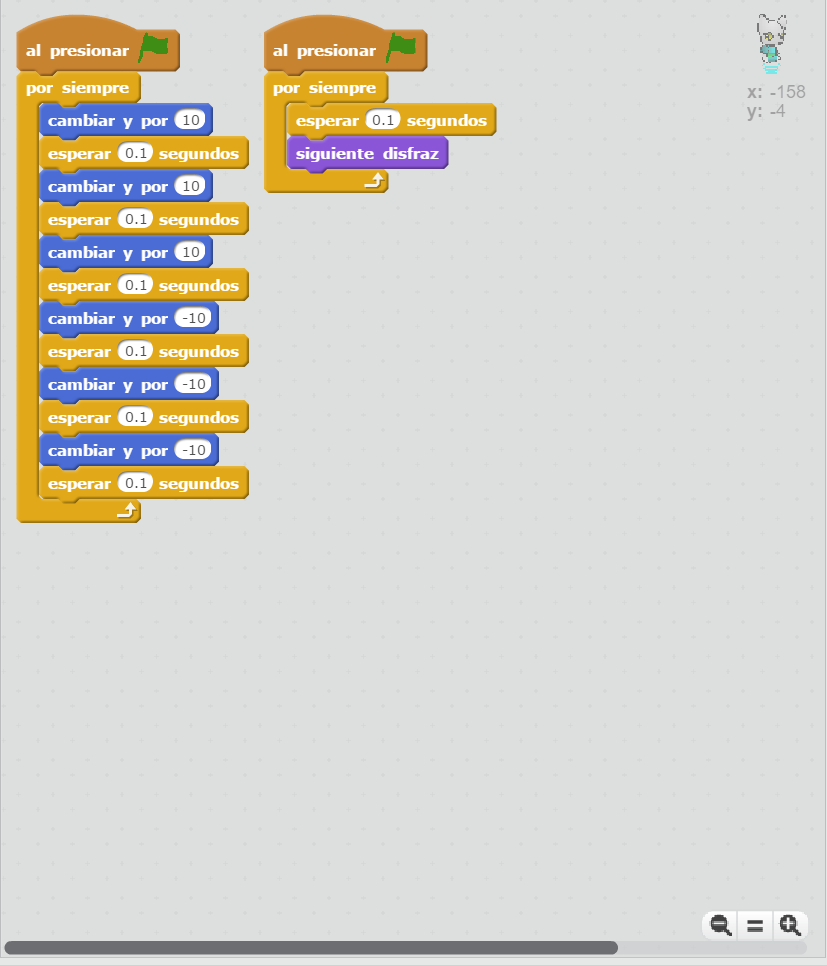 al presionar
por siempre
cambiar y por 10
esperar 0.1 segundos
cambiar y por 10
esperar 0.1 segundos
cambiar y por 10
esperar 0.1 segundos
cambiar y por -10
esperar 0.1 segundos
cambiar y por -10
esperar 0.1 segundos
cambiar y por -10
esperar 0.1 segundos
al presionar
por siempre
esperar 0.1 segundos
siguiente disfraz
x: -158
y: -4